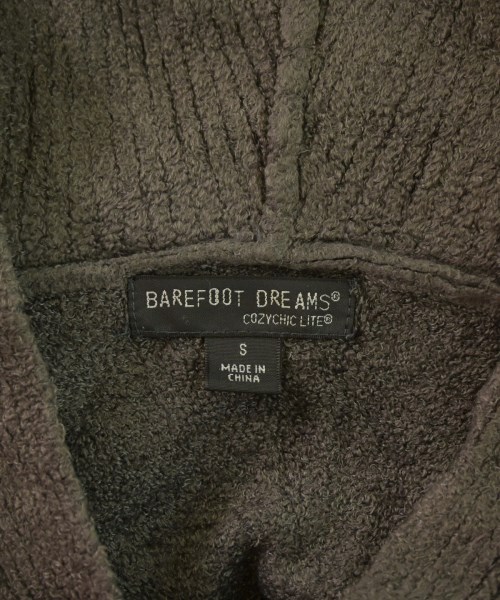 BAREFOOT DREAMS®
COZYCHIC LITE®
S
MADE IN
CHINA